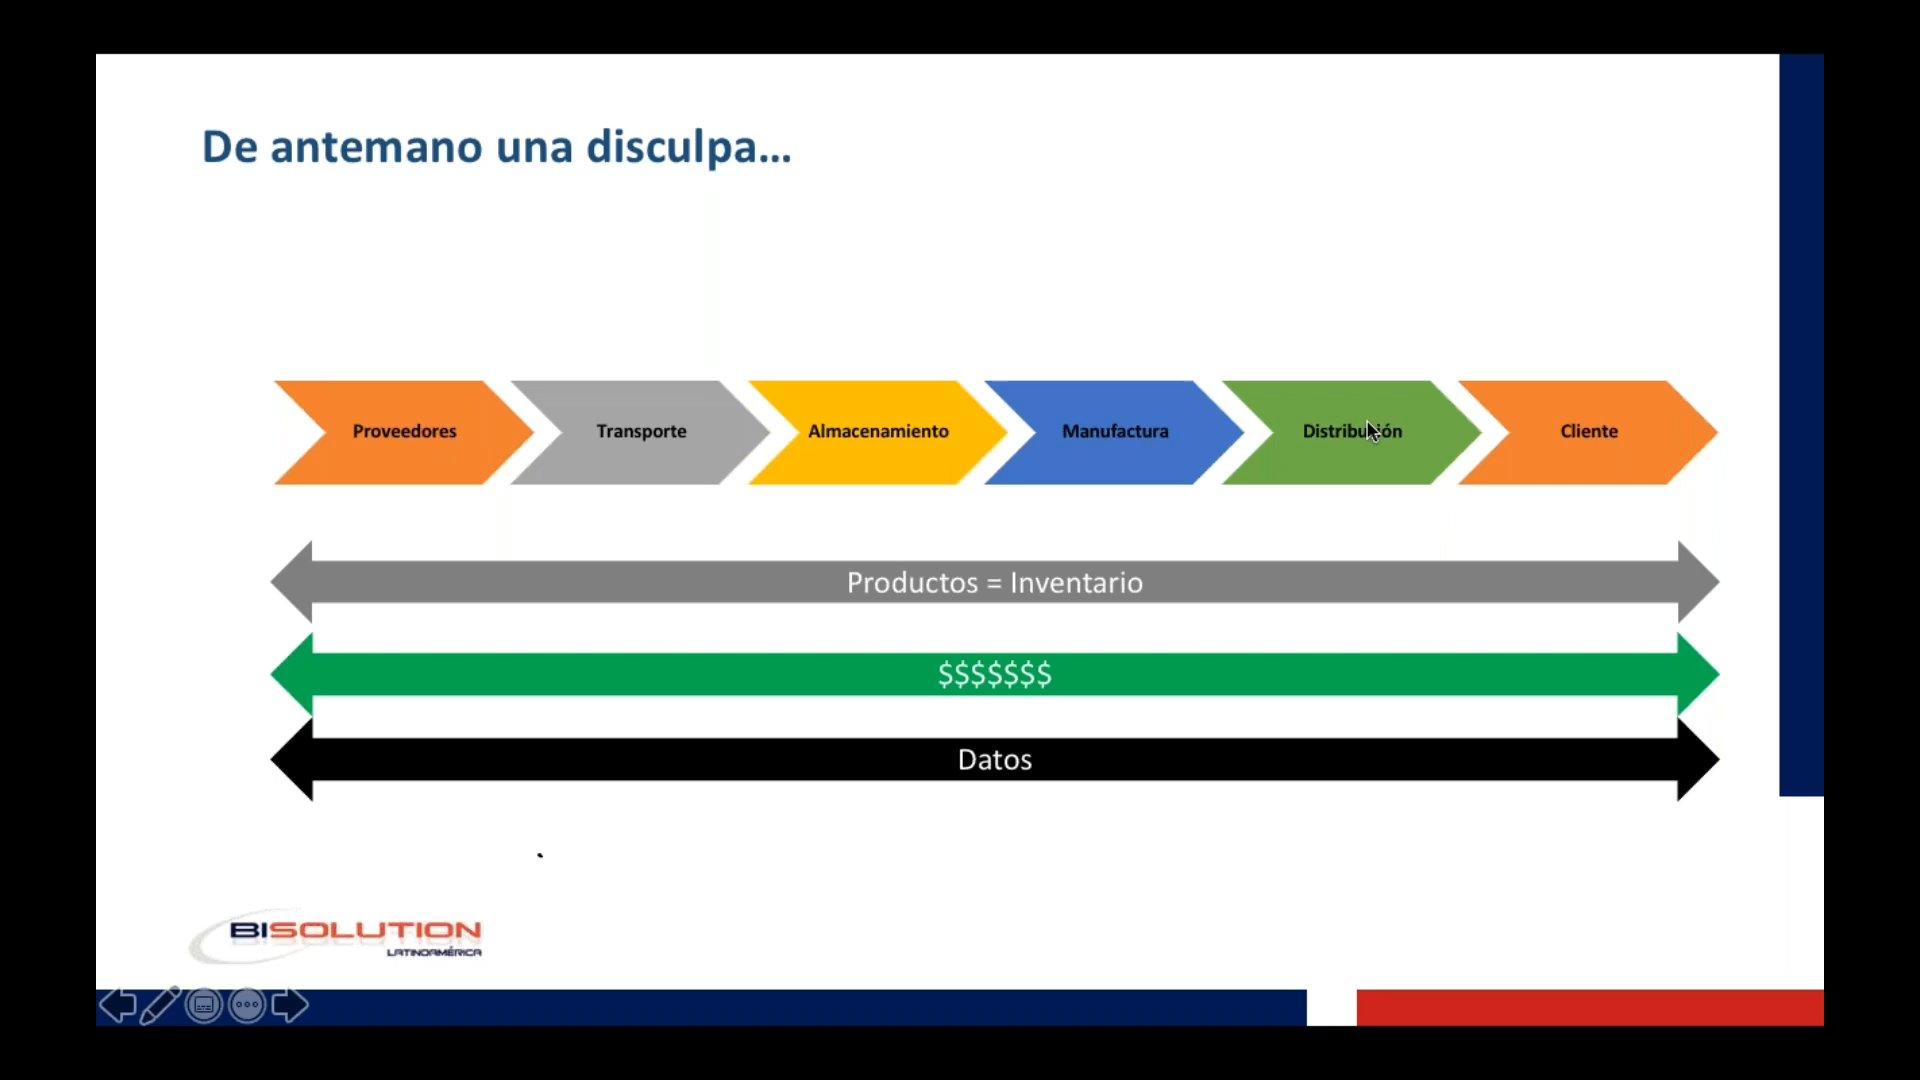 De antemano una disculpa...
Proveedores
Transporte
Almacenamiento
Manufactura
Distribución
Cliente
Productos = Inventario
$$$$$$$
Datos
BISOLUTION
LATINOAMÉRICA